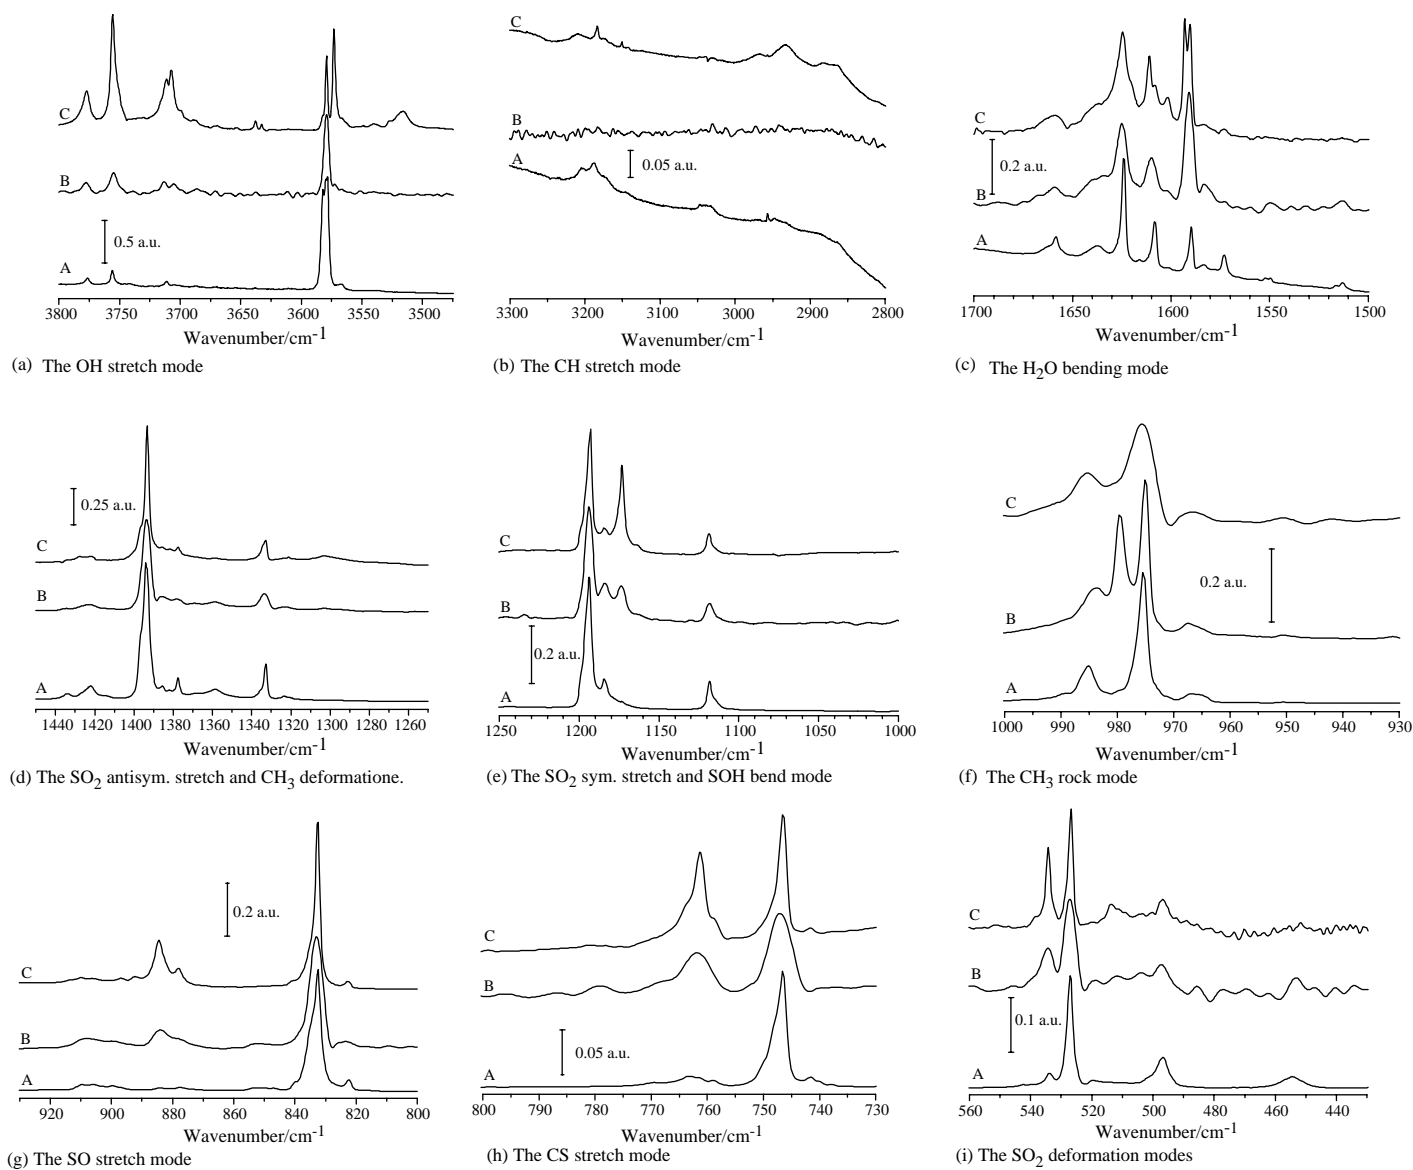 C
B
A
0.5 a.u.
3800 3750 3700 3650 3600 3550 3500
Wavenumber/cm-1
(a) The OH stretch mode
C
B
A
0.05 a.u.
3300 3200 3100 3000 2900 2800
Wavenumber/cm-1
(b) The CH stretch mode
C
0.2 a.u.
B
A
1700 1650 1600 1550 1500
Wavenumber/cm-1
(c) The H2O bending mode
0.25 a.u.
C
B
A
1440 1420 1400 1380 1360 1340 1320 1300 1280 1260
Wavenumber/cm-1
(d) The SO2 antisym. stretch and CH3 deformatione.
C
B
0.2 a.u.
A
1250 1200 1150 1100 1050 1000
Wavenumber/cm-1
(e) The SO2 sym. stretch and SOH bend mode
C
0.2 a.u.
B
A
1000 990 980 970 960 950 940 930
Wavenumber/cm-1
(f) The CH3 rock mode
0.2 a.u.
C
B
A
920 900 880 860 840 820 800
Wavenumber/cm-1
(g) The SO stretch mode
C
B
0.05 a.u.
A
800 790 780 770 760 750 740 730
Wavenumber/cm-1
(h) The CS stretch mode
C
B
0.1 a.u.
A
560 540 520 500 480 460 440
Wavenumber/cm-1
(i) The SO2 deformation modes